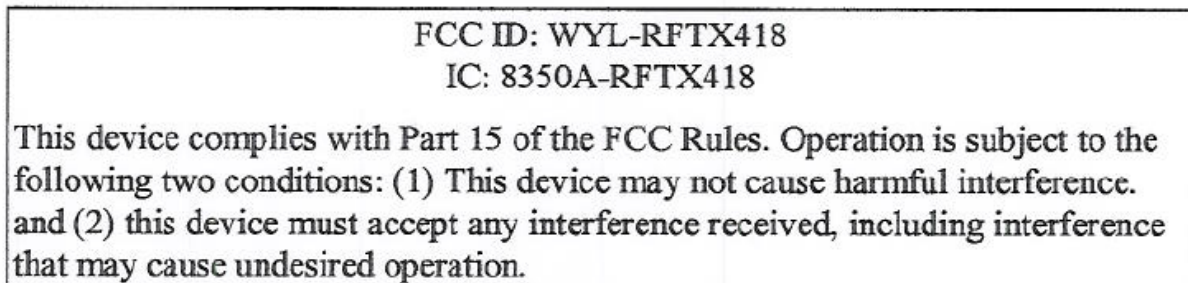 FCC ID: WYL-RFTX418
IC: 8350A-RFTX418
This device complies with Part 15 of the FCC Rules. Operation is subject to the
following two conditions: (1) This device may not cause harmful interference.
and (2) this device must accept any interference received, including interference
that may cause undesired operation.